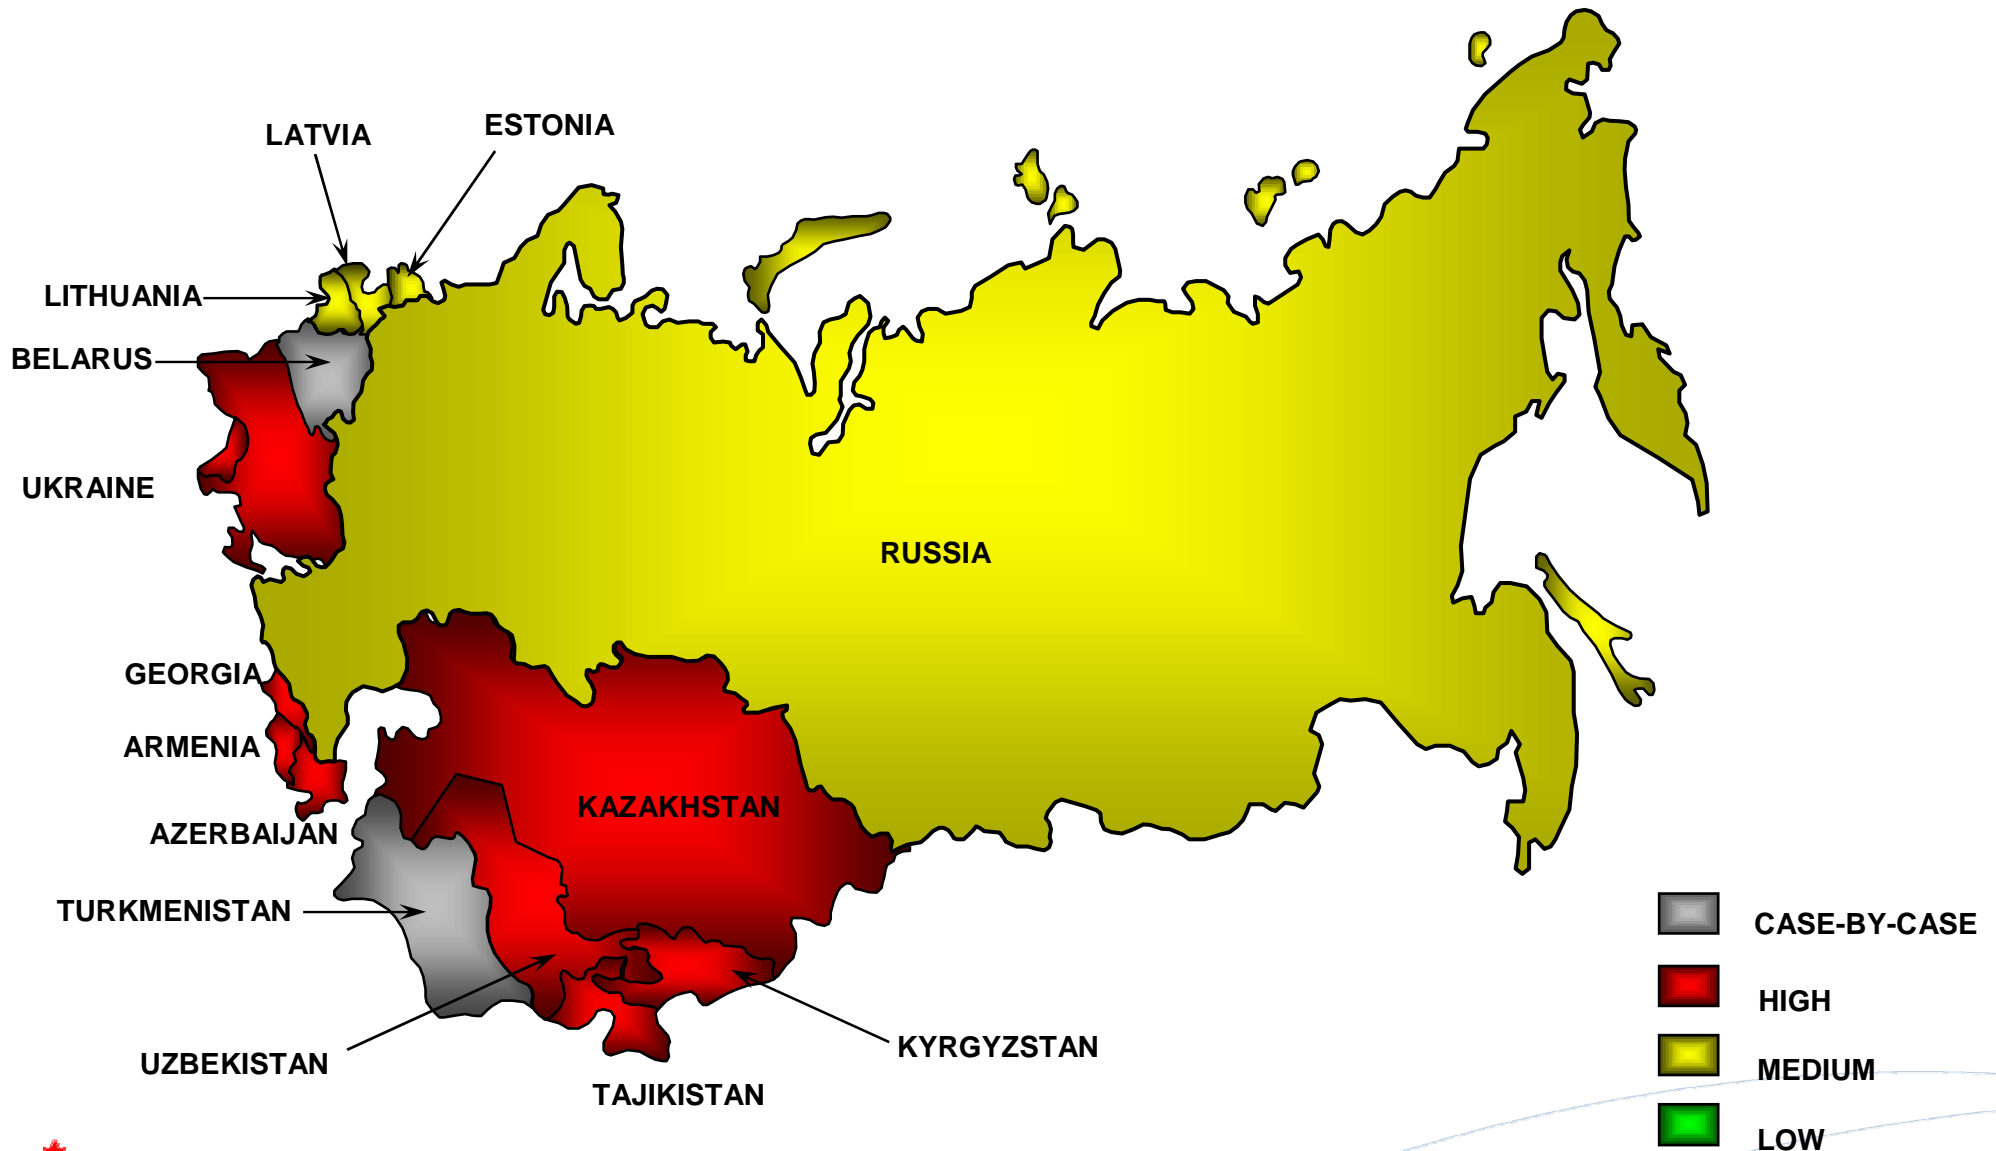 LATVIA
ESTONIA
LITHUANIA
BELARUS
UKRAINE
RUSSIA
GEORGIA
ARMENIA
KAZAKHSTAN
AZERBAIJAN
TURKMENISTAN
CASE-BY-CASE
HIGH
KYRGYZSTAN
UZBEKISTAN
MEDIUM
TAJIKISTAN
LOW